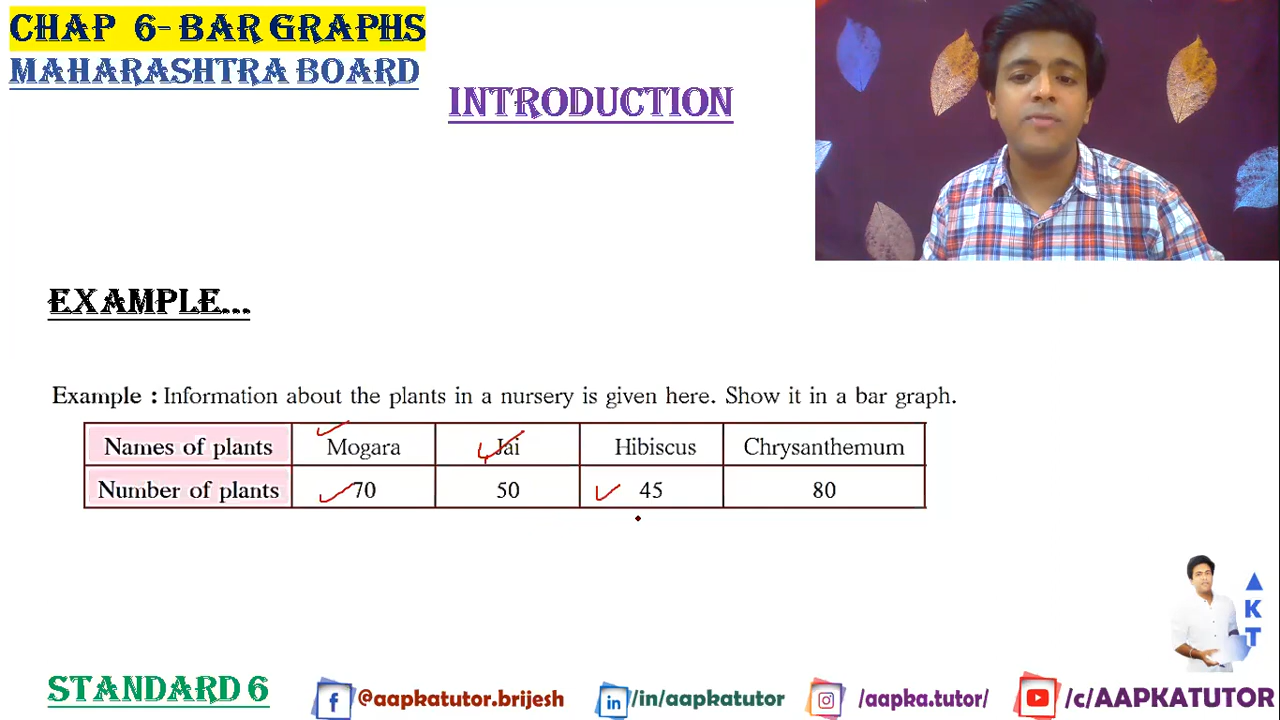 CHAP 6- BAR GRAPHS
MAHARASHTRA BOARD
INTRODUCTION
EXAMPLE...
Example : Information about the plants in a nursery is given here. Show it in a bar graph.
Names of plants Mogara Jai Hibiscus Chrysanthemum
Number of plants 70 50 45 80
AKT
STANDARD 6
@aapkatutor.brijesh /in/aapkatutor /aapka.tutor/ /c/AAPKATUTOR